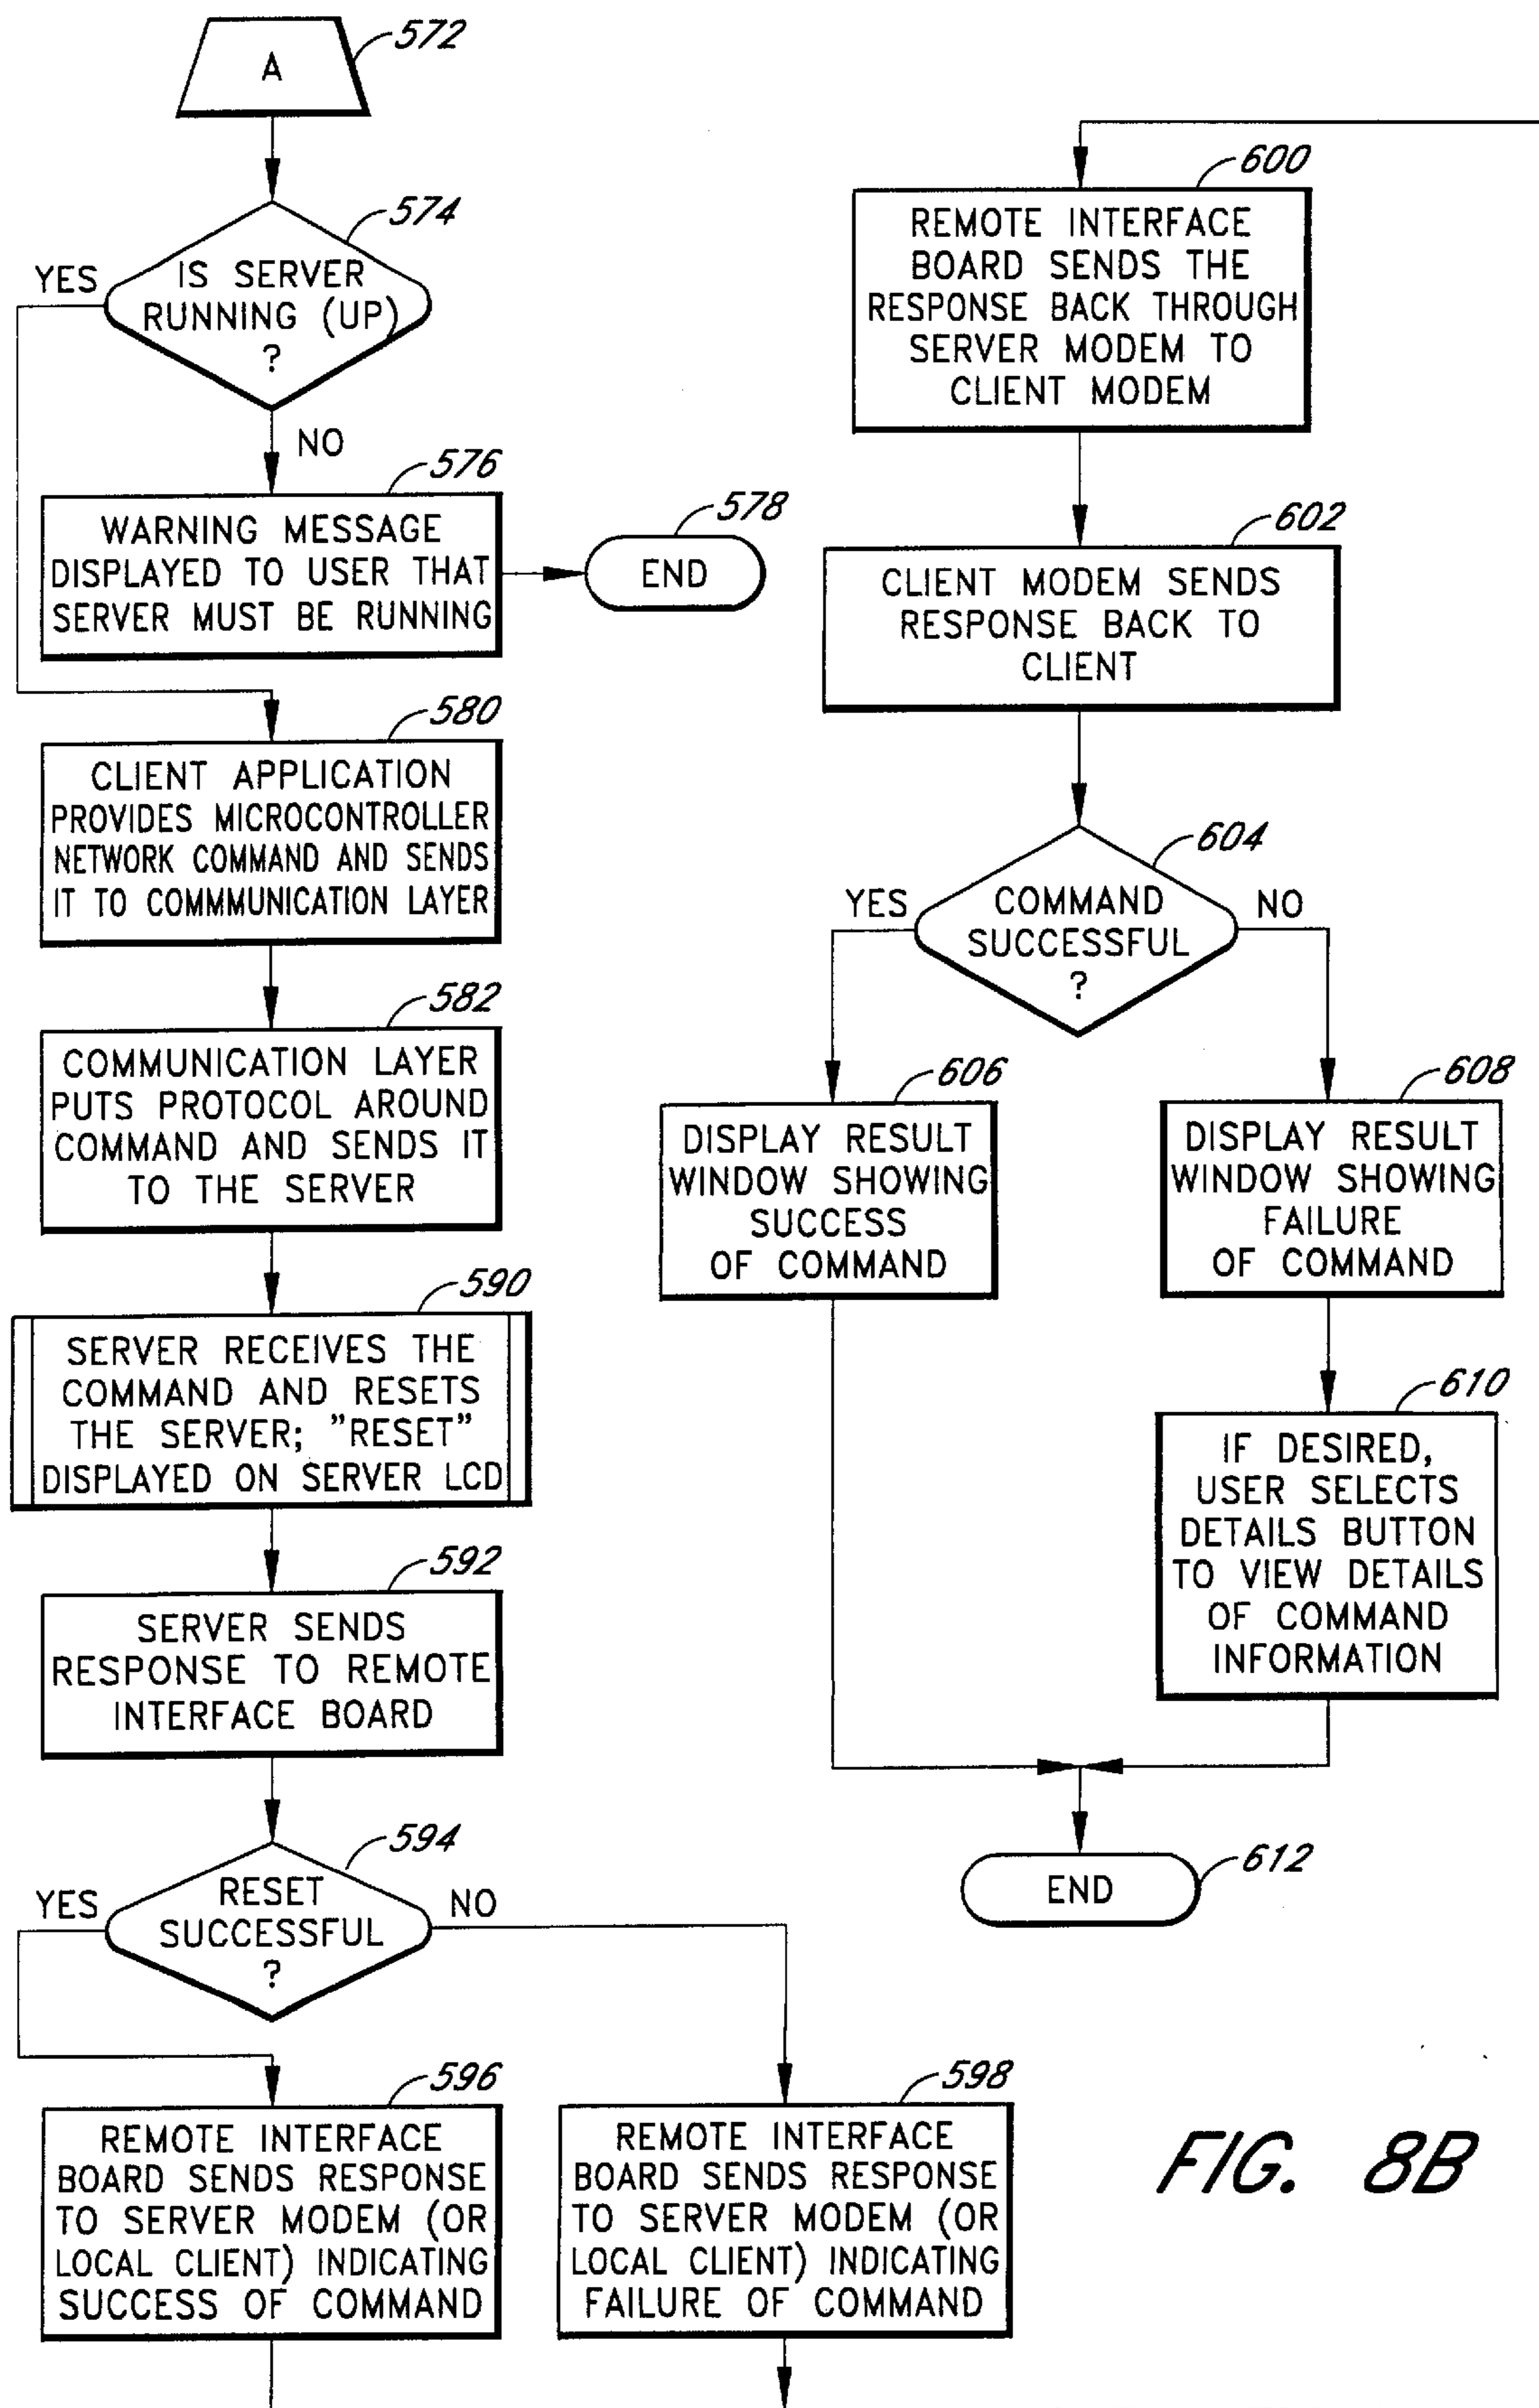 A
572
574
YES
IS SERVER
RUNNING (UP)
?
NO
576
WARNING MESSAGE
DISPLAYED TO USER THAT
SERVER MUST BE RUNNING
578
END
580
CLIENT APPLICATION
PROVIDES MICROCONTROLLER
NETWORK COMMAND AND SENDS
IT TO COMMMUNICATION LAYER
582
COMMUNICATION LAYER
PUTS PROTOCOL AROUND
COMMAND AND SENDS IT
TO THE SERVER
590
SERVER RECEIVES THE
COMMAND AND RESETS
THE SERVER; "RESET"
DISPLAYED ON SERVER LCD
592
SERVER SENDS
RESPONSE TO REMOTE
INTERFACE BOARD
594
YES
RESET
SUCCESSFUL
?
NO
596
REMOTE INTERFACE
BOARD SENDS RESPONSE
TO SERVER MODEM (OR
LOCAL CLIENT) INDICATING
SUCCESS OF COMMAND
598
REMOTE INTERFACE
BOARD SENDS RESPONSE
TO SERVER MODEM (OR
LOCAL CLIENT) INDICATING
FAILURE OF COMMAND
600
REMOTE INTERFACE
BOARD SENDS THE
RESPONSE BACK THROUGH
SERVER MODEM TO
CLIENT MODEM
602
CLIENT MODEM SENDS
RESPONSE BACK TO
CLIENT
604
YES
COMMAND
SUCCESSFUL
?
NO
606
DISPLAY RESULT
WINDOW SHOWING
SUCCESS
OF COMMAND
608
DISPLAY RESULT
WINDOW SHOWING
FAILURE
OF COMMAND
610
IF DESIRED,
USER SELECTS
DETAILS BUTTON
TO VIEW DETAILS
OF COMMAND
INFORMATION
END
612
FIG. 8B